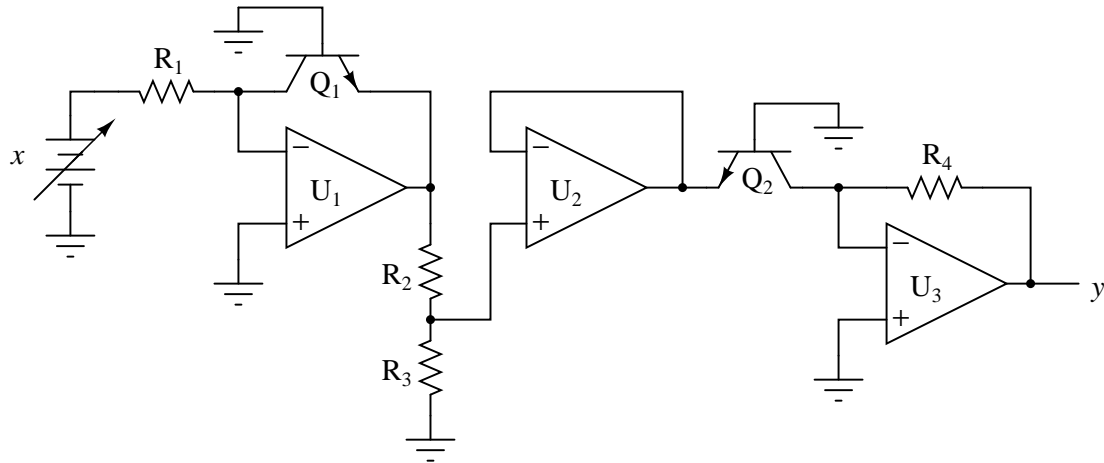 R1
Q1
x
−
U1
+
R2
R3
−
U2
+
Q2
R4
−
U3
+
y